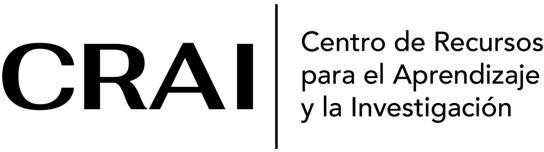 CRAI
Centro de Recursos
para el Aprendizaje
y la Investigación